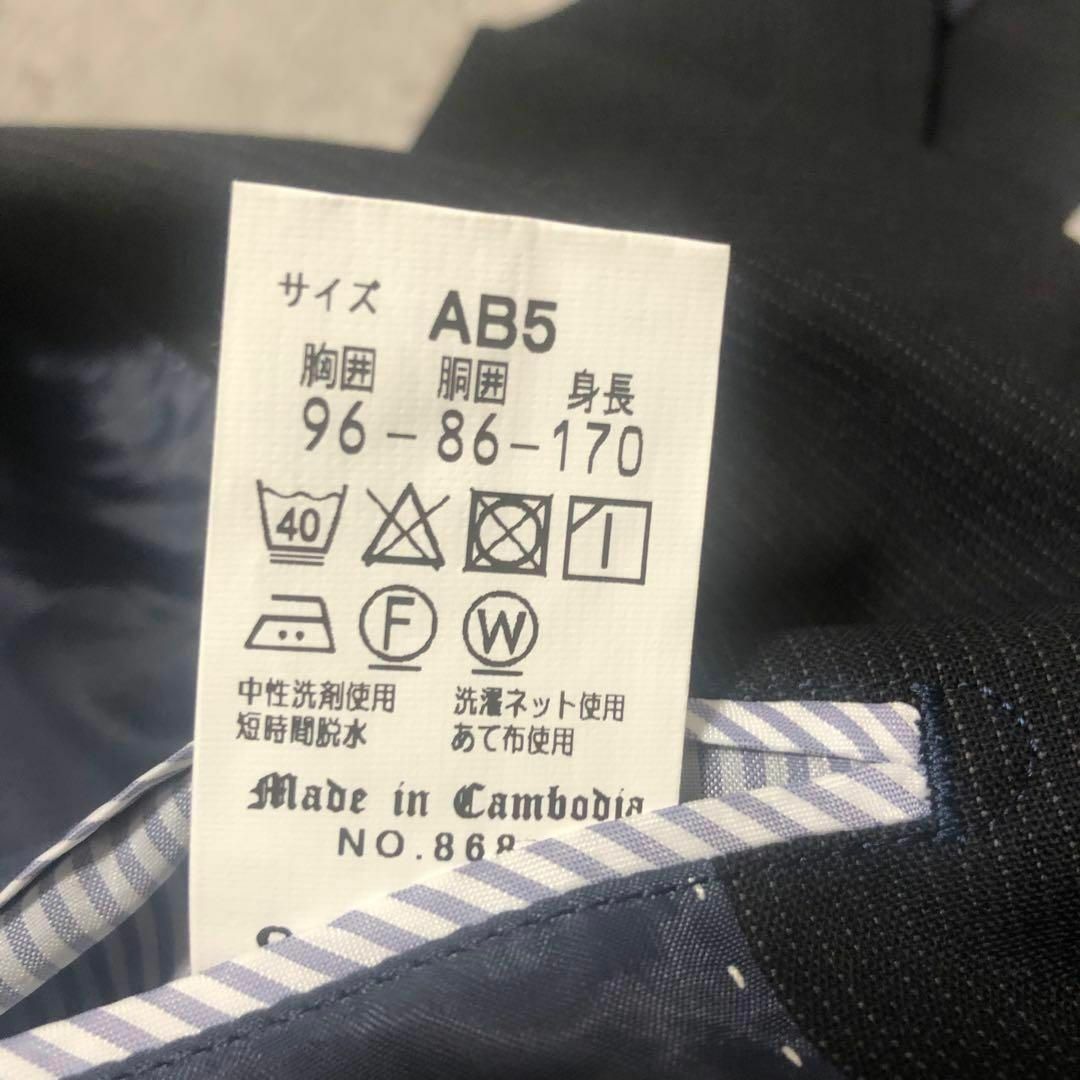 サイズ AB5
胸囲 胴囲 身長
96-86-170
40
F W
中性洗剤使用 洗濯ネット使用
短時間脱水 あて布使用
Made in Cambodia
NO.868